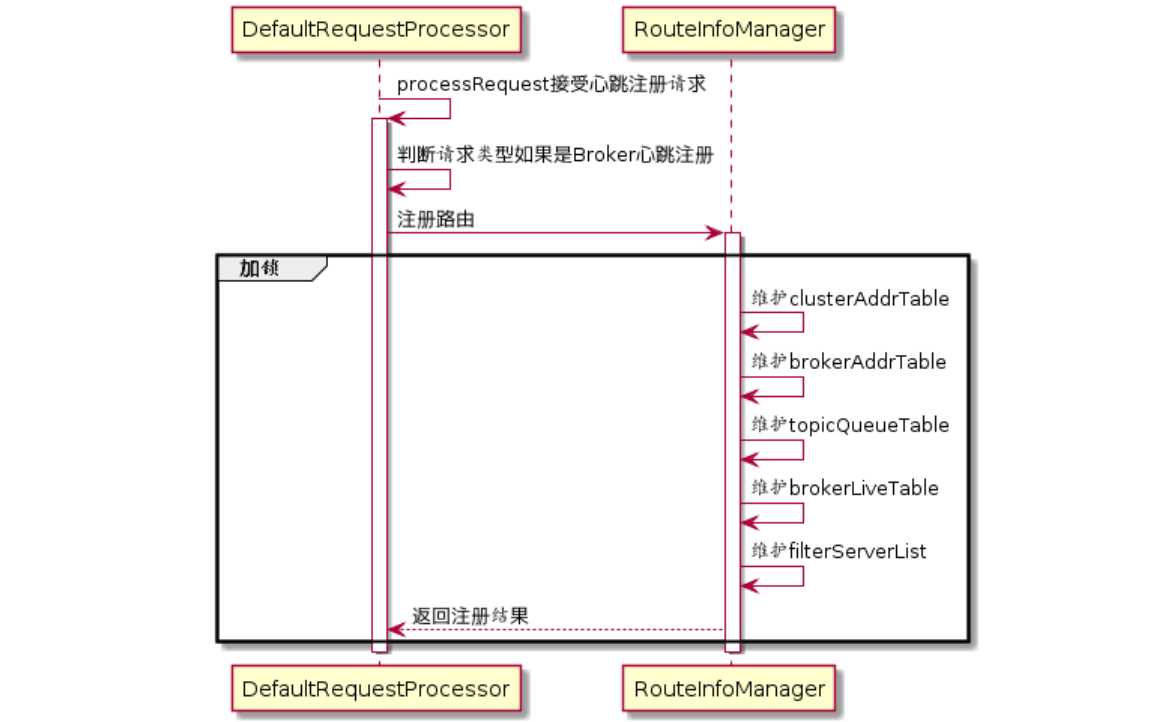 DefaultRequestProcessor
RouteInfoManager
processRequest接受心跳注册请求
判断请求类型如果是Broker心跳注册
注册路由
加锁
维护clusterAddrTable
维护brokerAddrTable
维护topicQueueTable
维护brokerLiveTable
维护filterServerList
返回注册结果
DefaultRequestProcessor
RouteInfoManager